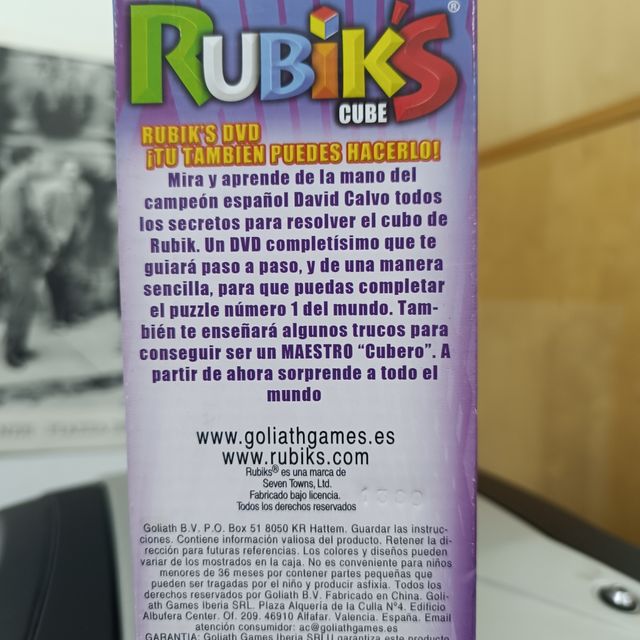 RUBIK'S®
CUBE
RUBIK'S DVD
¡TU TAMBIÉN PUEDES HACERLO!
Mira y aprende de la mano del
campeón español David Calvo todos
los secretos para resolver el cubo de
Rubik. Un DVD completísimo que te
guiará paso a paso, y de una manera
sencilla, para que puedas completar
el puzzle número 1 del mundo. Tam-
bién te enseñará algunos trucos para
conseguir ser un MAESTRO “Cubero”. A
partir de ahora sorprende a todo el
mundo
www.goliathgames.es
www.rubiks.com
Rubiks® es una marca de
Seven Towns, Ltd.
Fabricado bajo licencia.
Todos los derechos reservados
Goliath B.V. P.O. Box 51 8050 KR Hattem. Guardar las instruc-
ciones. Contiene información valiosa del producto. Retener la di-
rección para futuras referencias. Los colores y diseños pueden
variar de los mostrados en la caja. No es conveniente para niños
menores de 36 meses por contener partes pequeñas que
pueden ser tragadas por el niño y producir asfixia. Todos los
derechos reservados por Goliath B.V. Fabricado en China. Goli-
ath Games Iberia SRL. Plaza Alquería de la Culla Nº4. Edificio
Albufera Center. Of. 209. 46910 Alfafar. Valencia. España. Email
atención consumidor: ac@goliathgames.es
GARANTIA: Goliath Games Iberia SRLU garantiza este producto